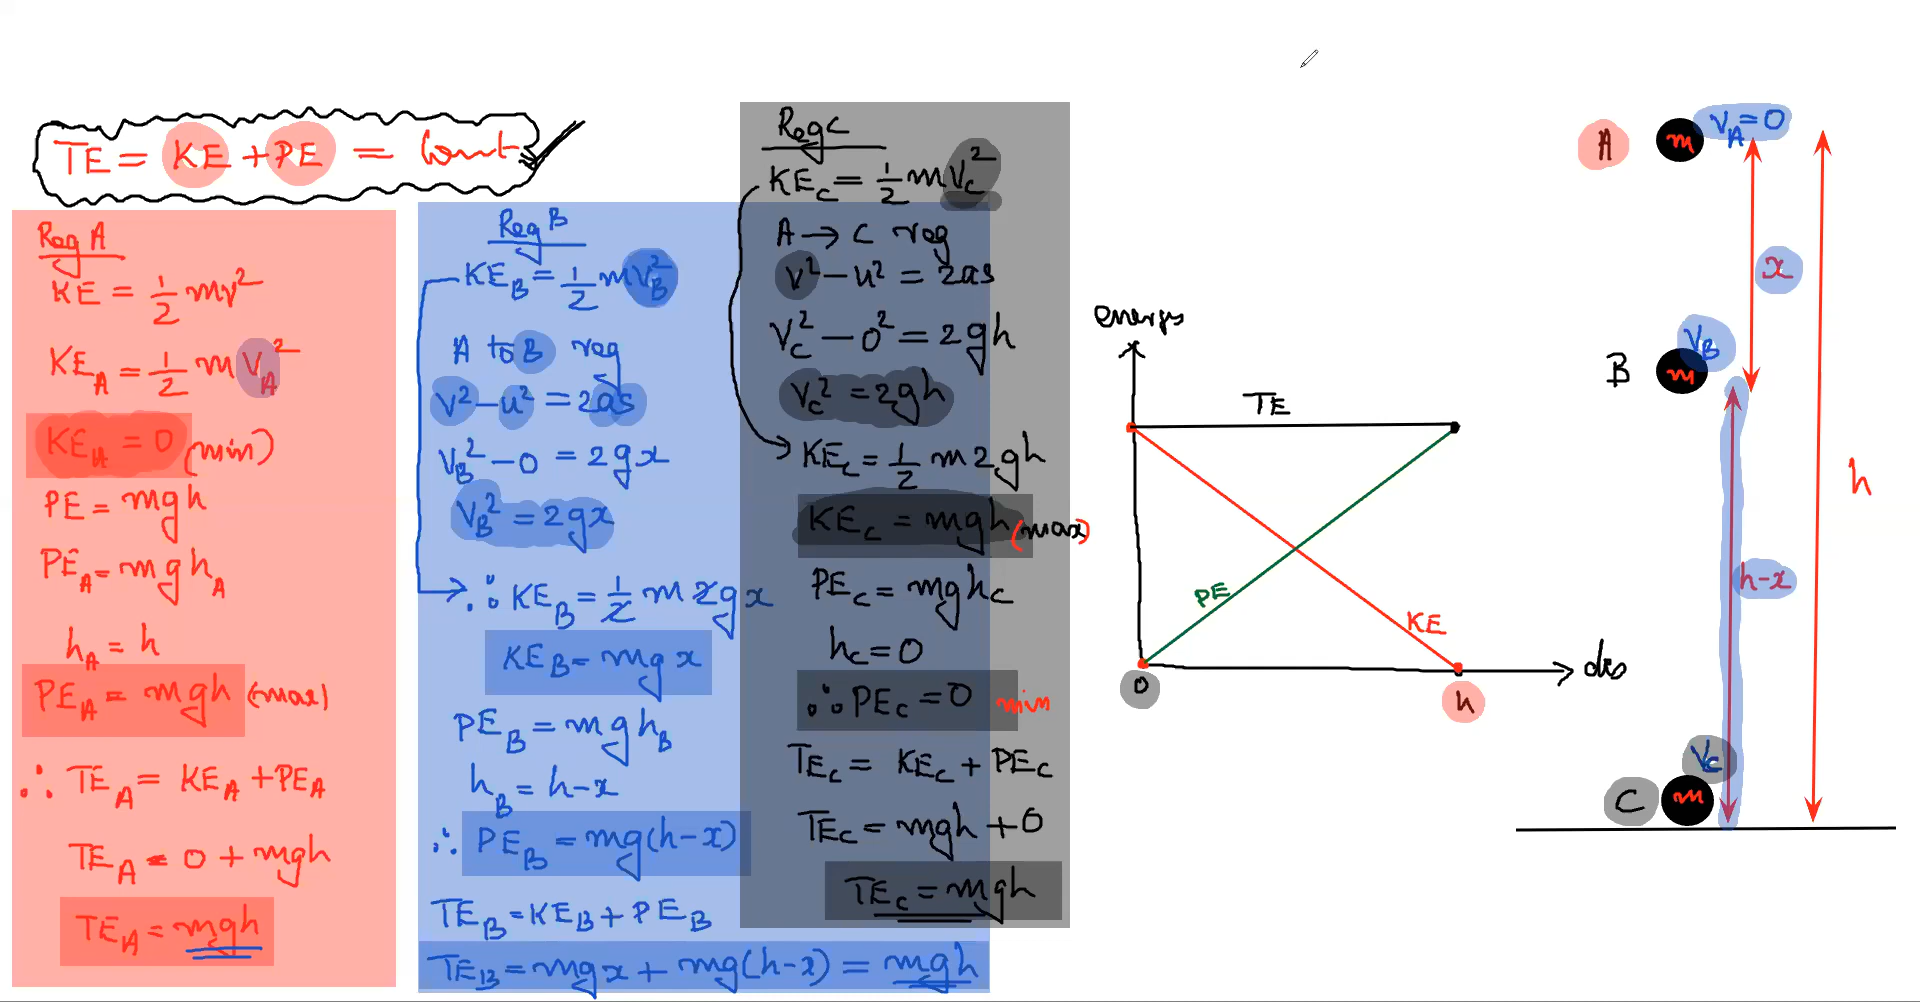 TE = KE + PE = Const
Reg A
KE = 1/2 mv²
KE_A = 1/2 m V_A²
KE_A = 0 (min)
PE = mgh
PE_A = mgh_A
h_A = h
PE_A = mgh (max)
∴ TE_A = KE_A + PE_A
TE_A = 0 + mgh
TE_A = mgh
Reg B
KE_B = 1/2 mV_B²
A to B reg
V² - u² = 2as
V_B² - 0 = 2gx
V_B² = 2gx
∴ KE_B = 1/2 m 2gx
KE_B = mgx
PE_B = mgh_B
h_B = h-x
∴ PE_B = mg(h-x)
TE_B = KE_B + PE_B
TE_B = mgx + mg(h-x) = mgh
Reg C
KE_C = 1/2 mV_C²
A → C reg
V² - u² = 2as
V_C² - 0² = 2gh
V_C² = 2gh
KE_C = 1/2 m 2gh
KE_C = mgh (max)
PE_C = mgh_C
h_C = 0
∴ PE_C = 0 min
TE_C = KE_C + PE_C
TE_C = mgh + 0
TE_C = mgh
TE
PE
KE
0
h
dis
A m V_A = 0
x
V_B
B m
h
h-x
V_C
C m